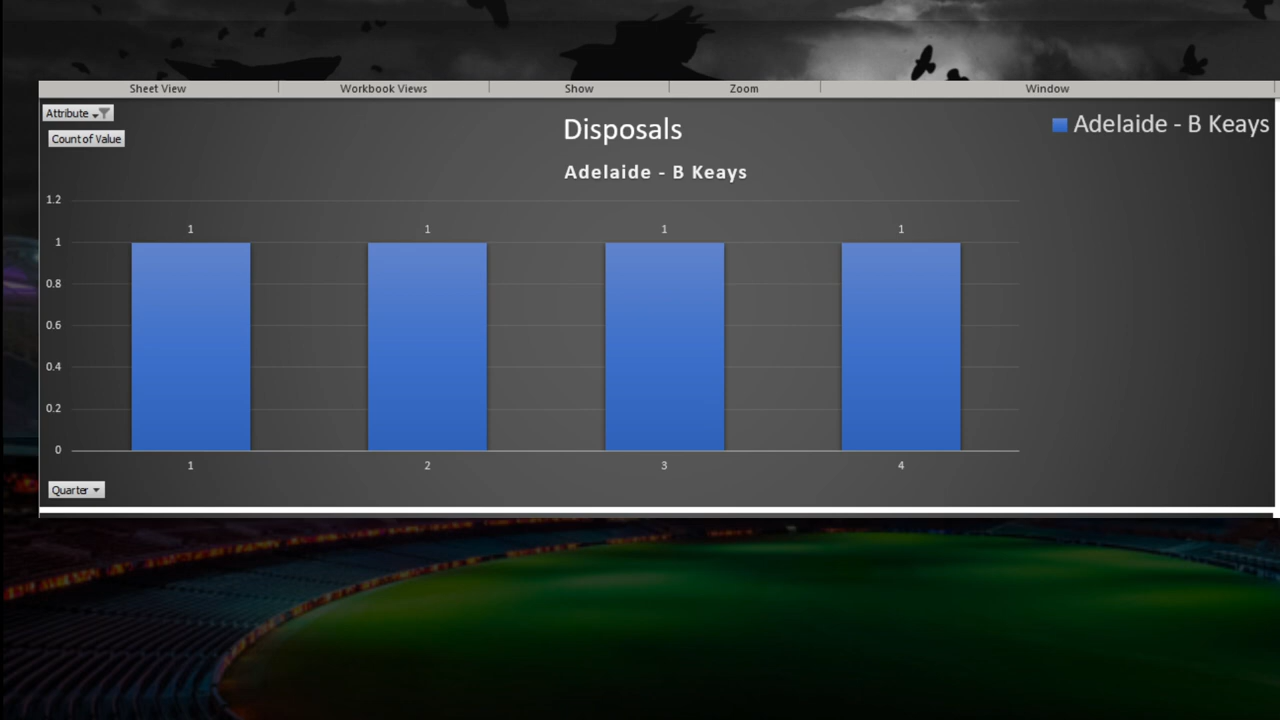 Sheet View Workbook Views Show Zoom Window
Attribute
Count of Value
Disposals
Adelaide - B Keays
Adelaide - B Keays
1.2
1
0.8
0.6
0.4
0.2
0
1 1 1 1
1 2 3 4
Quarter